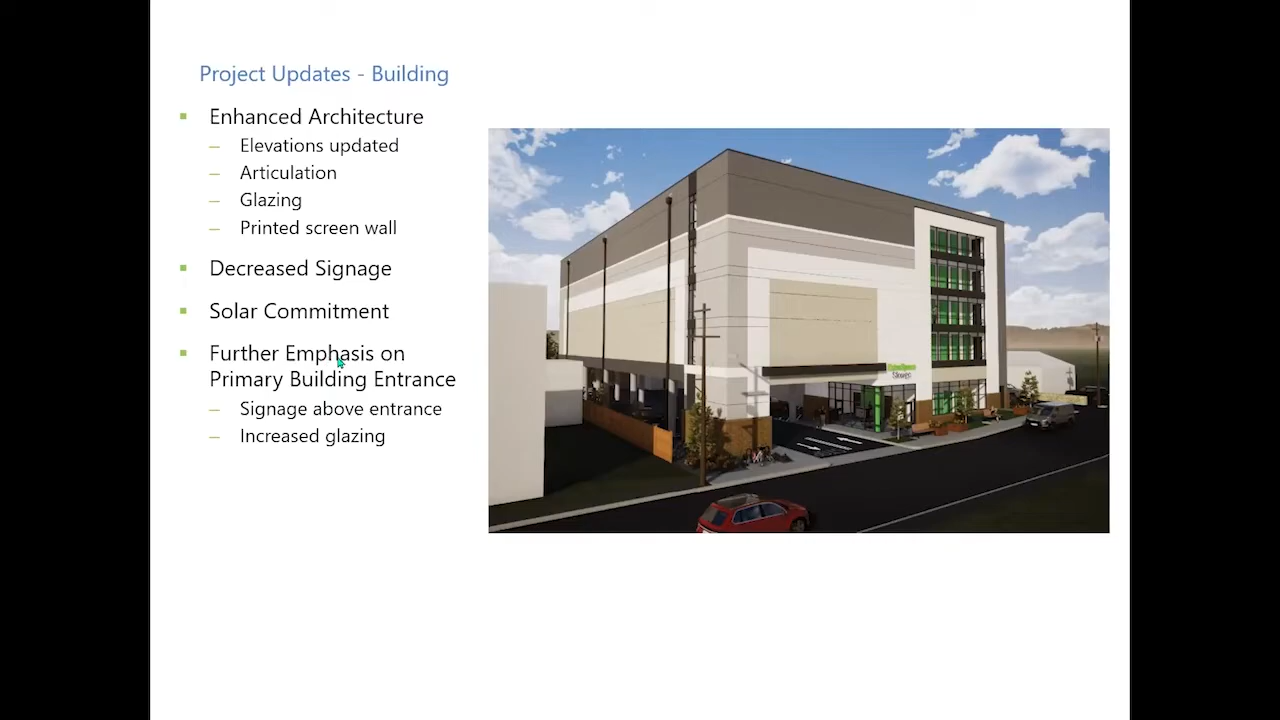 Project Updates - Building
▪ Enhanced Architecture
– Elevations updated
– Articulation
– Glazing
– Printed screen wall
▪ Decreased Signage
▪ Solar Commitment
▪ Further Emphasis on
Primary Building Entrance
– Signage above entrance
– Increased glazing